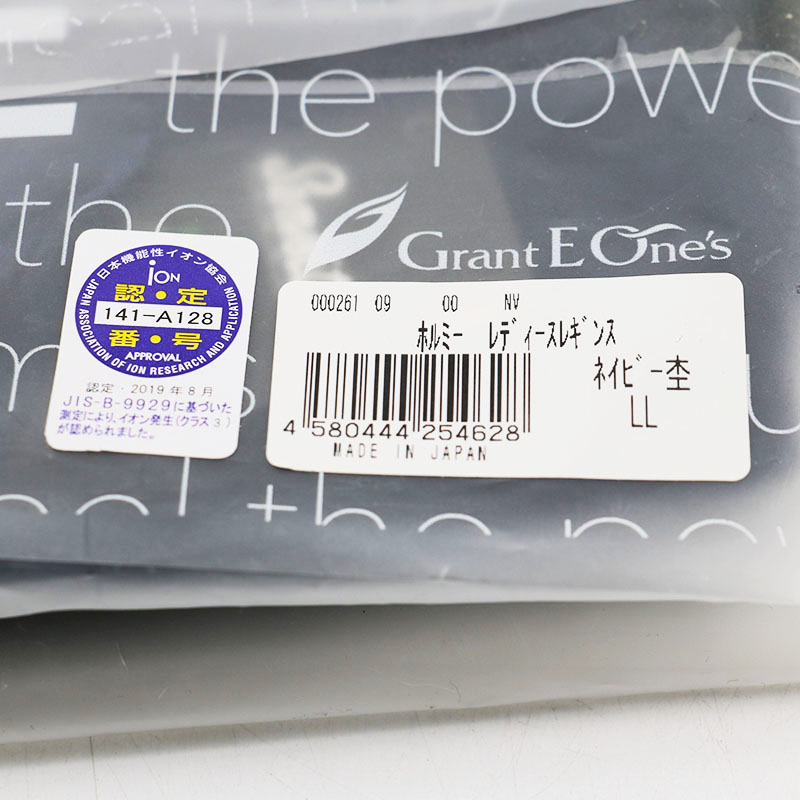 the powe
the
Grant E One's
日本機能性イオン協会
iON
認・定
141-A128
番・号
APPROVAL
JAPAN ASSOCIATION OF ION RESEARCH AND APPLICATION
認定・2019年8月
JIS-B-9929に基づいた
測定により、イオン発生(クラス3)
が認められました。
000261 09 00 NV
ホルミー レディースレギンス
ネイビー杢
LL
4 580444 254628
MADE IN JAPAN